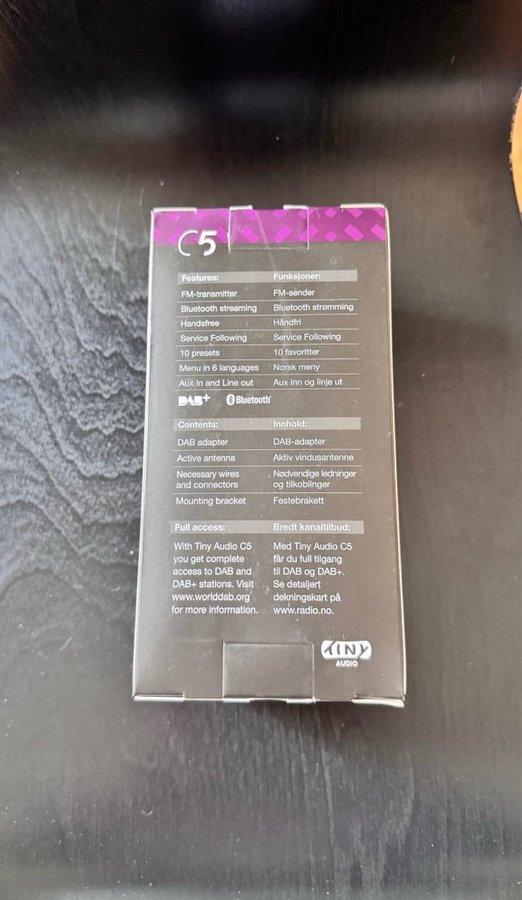 C5
Features: Funksjoner:
FM-transmitter FM-sender
Bluetooth streaming Bluetooth strømming
Handsfree Håndfri
Service Following Service Following
10 presets 10 favoritter
Menu in 6 languages Norsk meny
Aux In and Line out Aux inn og linje ut
DAB+ Bluetooth
Contents: Innhold:
DAB adapter DAB-adapter
Active antenna Aktiv vindusantenne
Necessary wires Nødvendige ledninger
and connectors og tilkoblinger
Mounting bracket Festebrakett
Full access: Bredt kanaltilbud:
With Tiny Audio C5 Med Tiny Audio C5
you get complete får du full tilgang
access to DAB and til DAB og DAB+.
DAB+ stations. Visit Se detaljert
www.worlddab.org dekningskart på
for more information. www.radio.no.
TINY
AUDIO